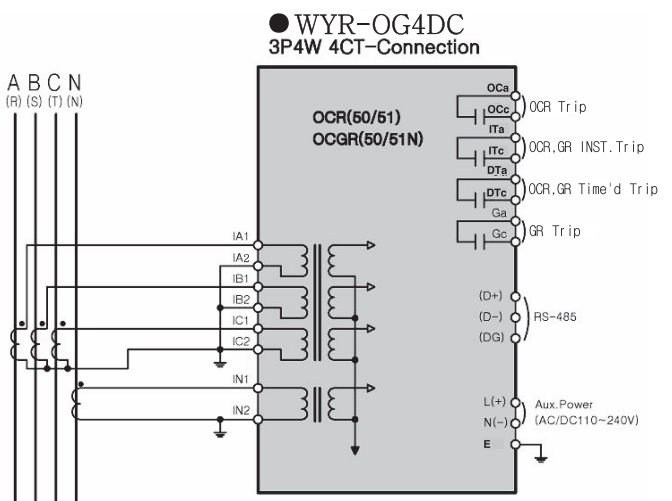 ● WYR-OG4DC
3P4W 4CT-Connection
A B C N
(R) (S) (T) (N)
OCR(50/51)
OCGR(50/51N)
OCa
OCc
OCR Trip
ITa
ITc
OCR,GR INST.Trip
DTa
DTc
OCR,GR Time'd Trip
Ga
Gc
GR Trip
IA1
IA2
IB1
IB2
IC1
IC2
IN1
IN2
(D+)
(D-)
(DG)
RS-485
L(+)
N(-)
Aux.Power
(AC/DC110~240V)
E